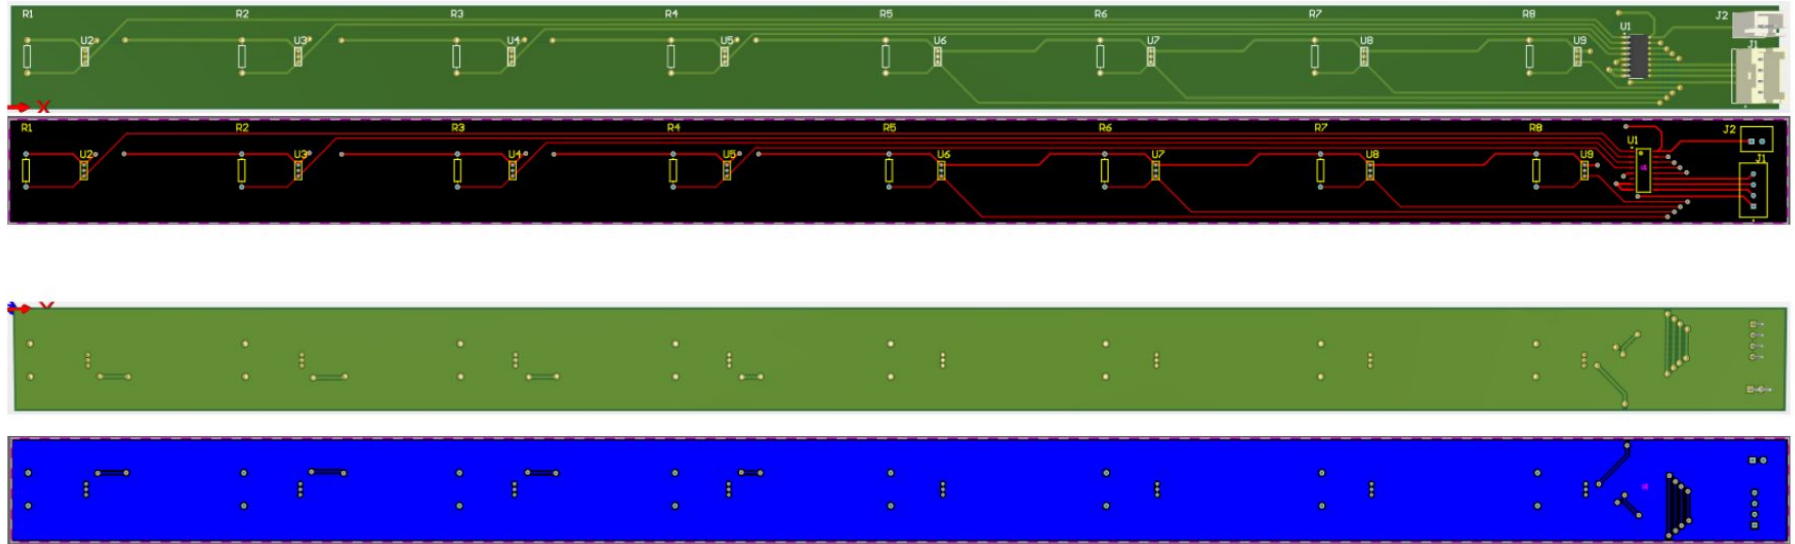 R1 R2 R3 R4 R5 R6 R7 R8 J2
U1
U2 U3 U4 U5 U6 U7 U8 U9 J1
X
R1 R2 R3 R4 R5 R6 R7 R8 J2
U1
U2 U3 U4 U5 U6 U7 U8 U9 J1